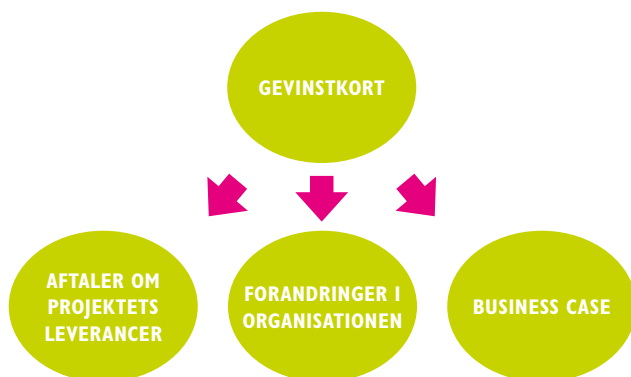 GEVINSTKORT
AFTALER OM
PROJEKTETS
LEVERANCER
FORANDRINGER I
ORGANISATIONEN
BUSINESS CASE